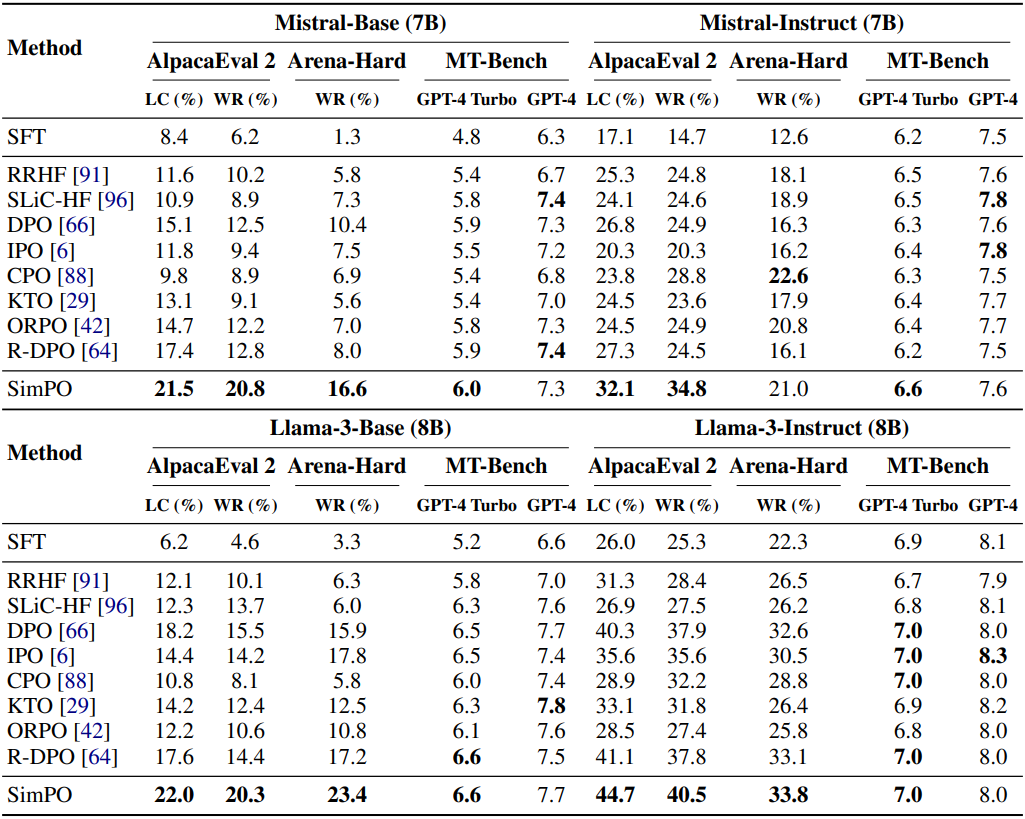 Method Mistral-Base (7B) Mistral-Instruct (7B)
AlpacaEval 2 Arena-Hard MT-Bench AlpacaEval 2 Arena-Hard MT-Bench
LC (%) WR (%) WR (%) GPT-4 Turbo GPT-4 LC (%) WR (%) WR (%) GPT-4 Turbo GPT-4
SFT 8.4 6.2 1.3 4.8 6.3 17.1 14.7 12.6 6.2 7.5
RRHF [91] 11.6 10.2 5.8 5.4 6.7 25.3 24.8 18.1 6.5 7.6
SLiC-HF [96] 10.9 8.9 7.3 5.8 7.4 24.1 24.6 18.9 6.5 7.8
DPO [66] 15.1 12.5 10.4 5.9 7.3 26.8 24.9 16.3 6.3 7.6
IPO [6] 11.8 9.4 7.5 5.5 7.2 20.3 20.3 16.2 6.4 7.8
CPO [88] 9.8 8.9 6.9 5.4 6.8 23.8 28.8 22.6 6.3 7.5
KTO [29] 13.1 9.1 5.6 5.4 7.0 24.5 23.6 17.9 6.4 7.7
ORPO [42] 14.7 12.2 7.0 5.8 7.3 24.5 24.9 20.8 6.4 7.7
R-DPO [64] 17.4 12.8 8.0 5.9 7.4 27.3 24.5 16.1 6.2 7.5
SimPO 21.5 20.8 16.6 6.0 7.3 32.1 34.8 21.0 6.6 7.6
Method Llama-3-Base (8B) Llama-3-Instruct (8B)
AlpacaEval 2 Arena-Hard MT-Bench AlpacaEval 2 Arena-Hard MT-Bench
LC (%) WR (%) WR (%) GPT-4 Turbo GPT-4 LC (%) WR (%) WR (%) GPT-4 Turbo GPT-4
SFT 6.2 4.6 3.3 5.2 6.6 26.0 25.3 22.3 6.9 8.1
RRHF [91] 12.1 10.1 6.3 5.8 7.0 31.3 28.4 26.5 6.7 7.9
SLiC-HF [96] 12.3 13.7 6.0 6.3 7.6 26.9 27.5 26.2 6.8 8.1
DPO [66] 18.2 15.5 15.9 6.5 7.7 40.3 37.9 32.6 7.0 8.0
IPO [6] 14.4 14.2 17.8 6.5 7.4 35.6 35.6 30.5 7.0 8.3
CPO [88] 10.8 8.1 5.8 6.0 7.4 28.9 32.2 28.8 7.0 8.0
KTO [29] 14.2 12.4 12.5 6.3 7.8 33.1 31.8 26.4 6.9 8.2
ORPO [42] 12.2 10.6 10.8 6.1 7.6 28.5 27.4 25.8 6.8 8.0
R-DPO [64] 17.6 14.4 17.2 6.6 7.5 41.1 37.8 33.1 7.0 8.0
SimPO 22.0 20.3 23.4 6.6 7.7 44.7 40.5 33.8 7.0 8.0